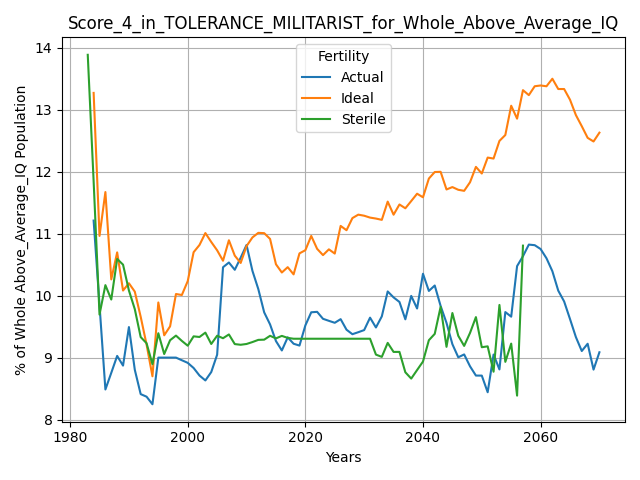 Score_4_in_TOLERANCE_MILITARIST_for_Whole_Above_Average_IQ
% of Whole Above_Average_IQ Population
14
13
12
11
10
9
8
Fertility
Actual
Ideal
Sterile
1980
2000
2020
2040
2060
Years